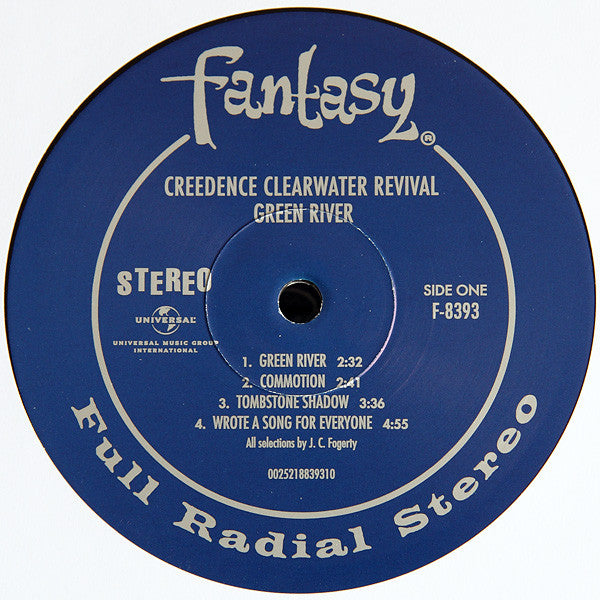 fantasy®
CREEDENCE CLEARWATER REVIVAL
GREEN RIVER
STEREO
UNIVERSAL
UNIVERSAL MUSIC GROUP
INTERNATIONAL
SIDE ONE
F-8393
1. GREEN RIVER 2:32
2. COMMOTION 2:41
3. TOMBSTONE SHADOW 3:36
4. WROTE A SONG FOR EVERYONE 4:55
All selections by J. C. Fogerty
0025218839310
Full Radial Stereo